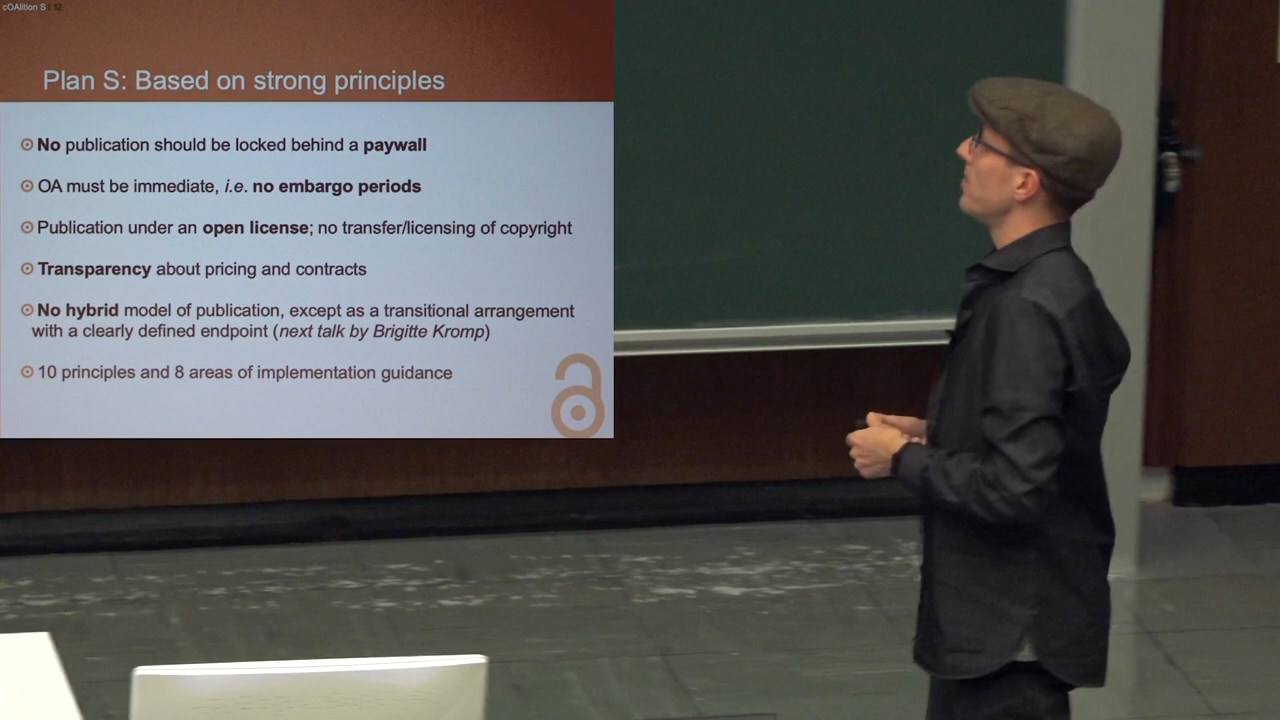 cOAlition S | 12
Plan S: Based on strong principles
No publication should be locked behind a paywall
OA must be immediate, i.e. no embargo periods
Publication under an open license; no transfer/licensing of copyright
Transparency about pricing and contracts
No hybrid model of publication, except as a transitional arrangement
with a clearly defined endpoint (next talk by Brigitte Kromp)
10 principles and 8 areas of implementation guidance